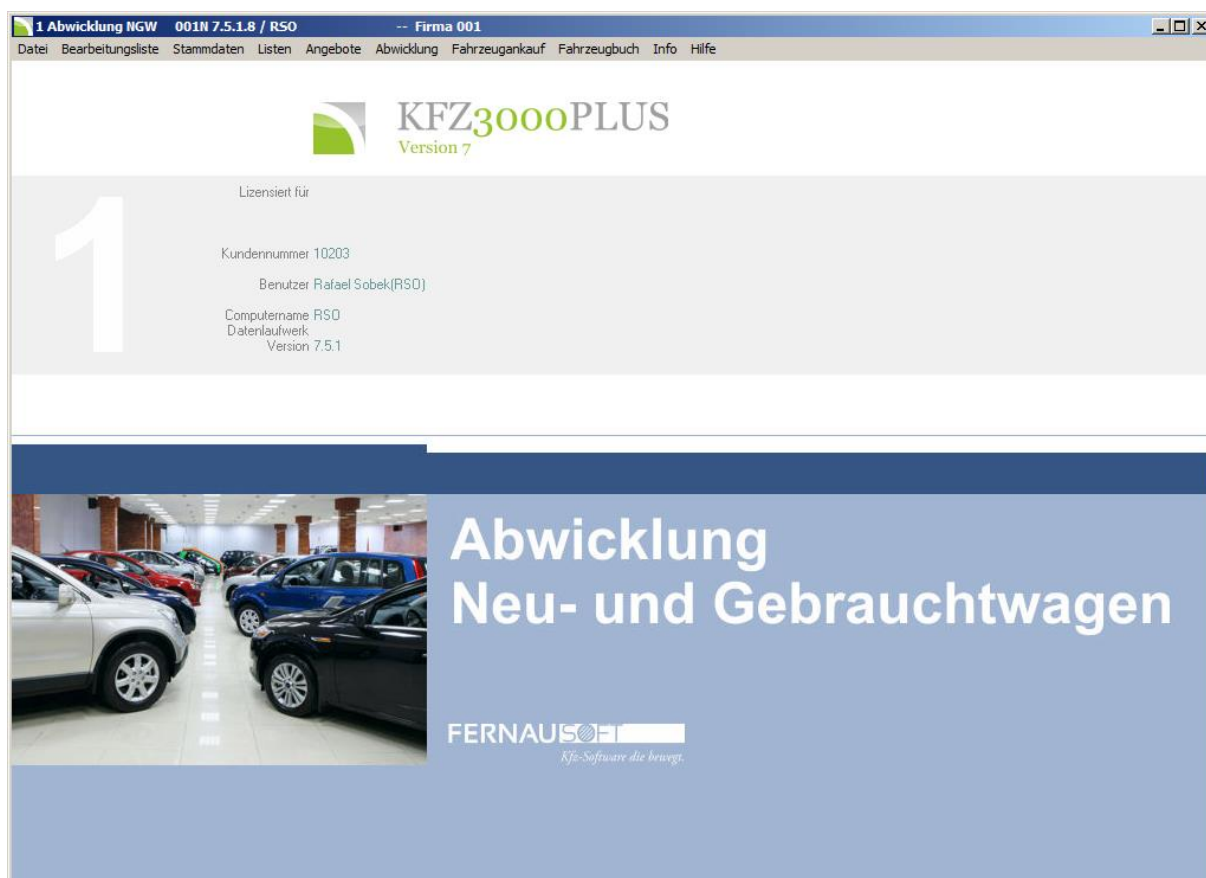 1 Abwicklung NGW 001N 7.5.1.8 / RSO -- Firma 001
Datei Bearbeitungsliste Stammdaten Listen Angebote Abwicklung Fahrzeugankauf Fahrzeugbuch Info Hilfe
KFZ3000PLUS
Version 7
1
Lizensiert für
Kundennummer 10203
Benutzer Rafael Sobek(RSO)
Computername RSO
Datenlaufwerk
Version 7.5.1
Abwicklung
Neu- und Gebrauchtwagen
FERNAUSOFT
Kfz-Software die bewegt.